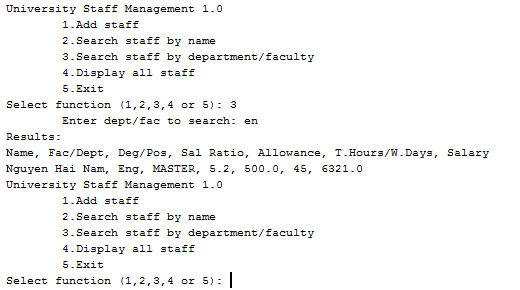 University Staff Management 1.0
1.Add staff
2.Search staff by name
3.Search staff by department/faculty
4.Display all staff
5.Exit
Select function (1,2,3,4 or 5): 3
Enter dept/fac to search: en
Results:
Name, Fac/Dept, Deg/Pos, Sal Ratio, Allowance, T.Hours/W.Days, Salary
Nguyen Hai Nam, Eng, MASTER, 5.2, 500.0, 45, 6321.0
University Staff Management 1.0
1.Add staff
2.Search staff by name
3.Search staff by department/faculty
4.Display all staff
5.Exit
Select function (1,2,3,4 or 5):